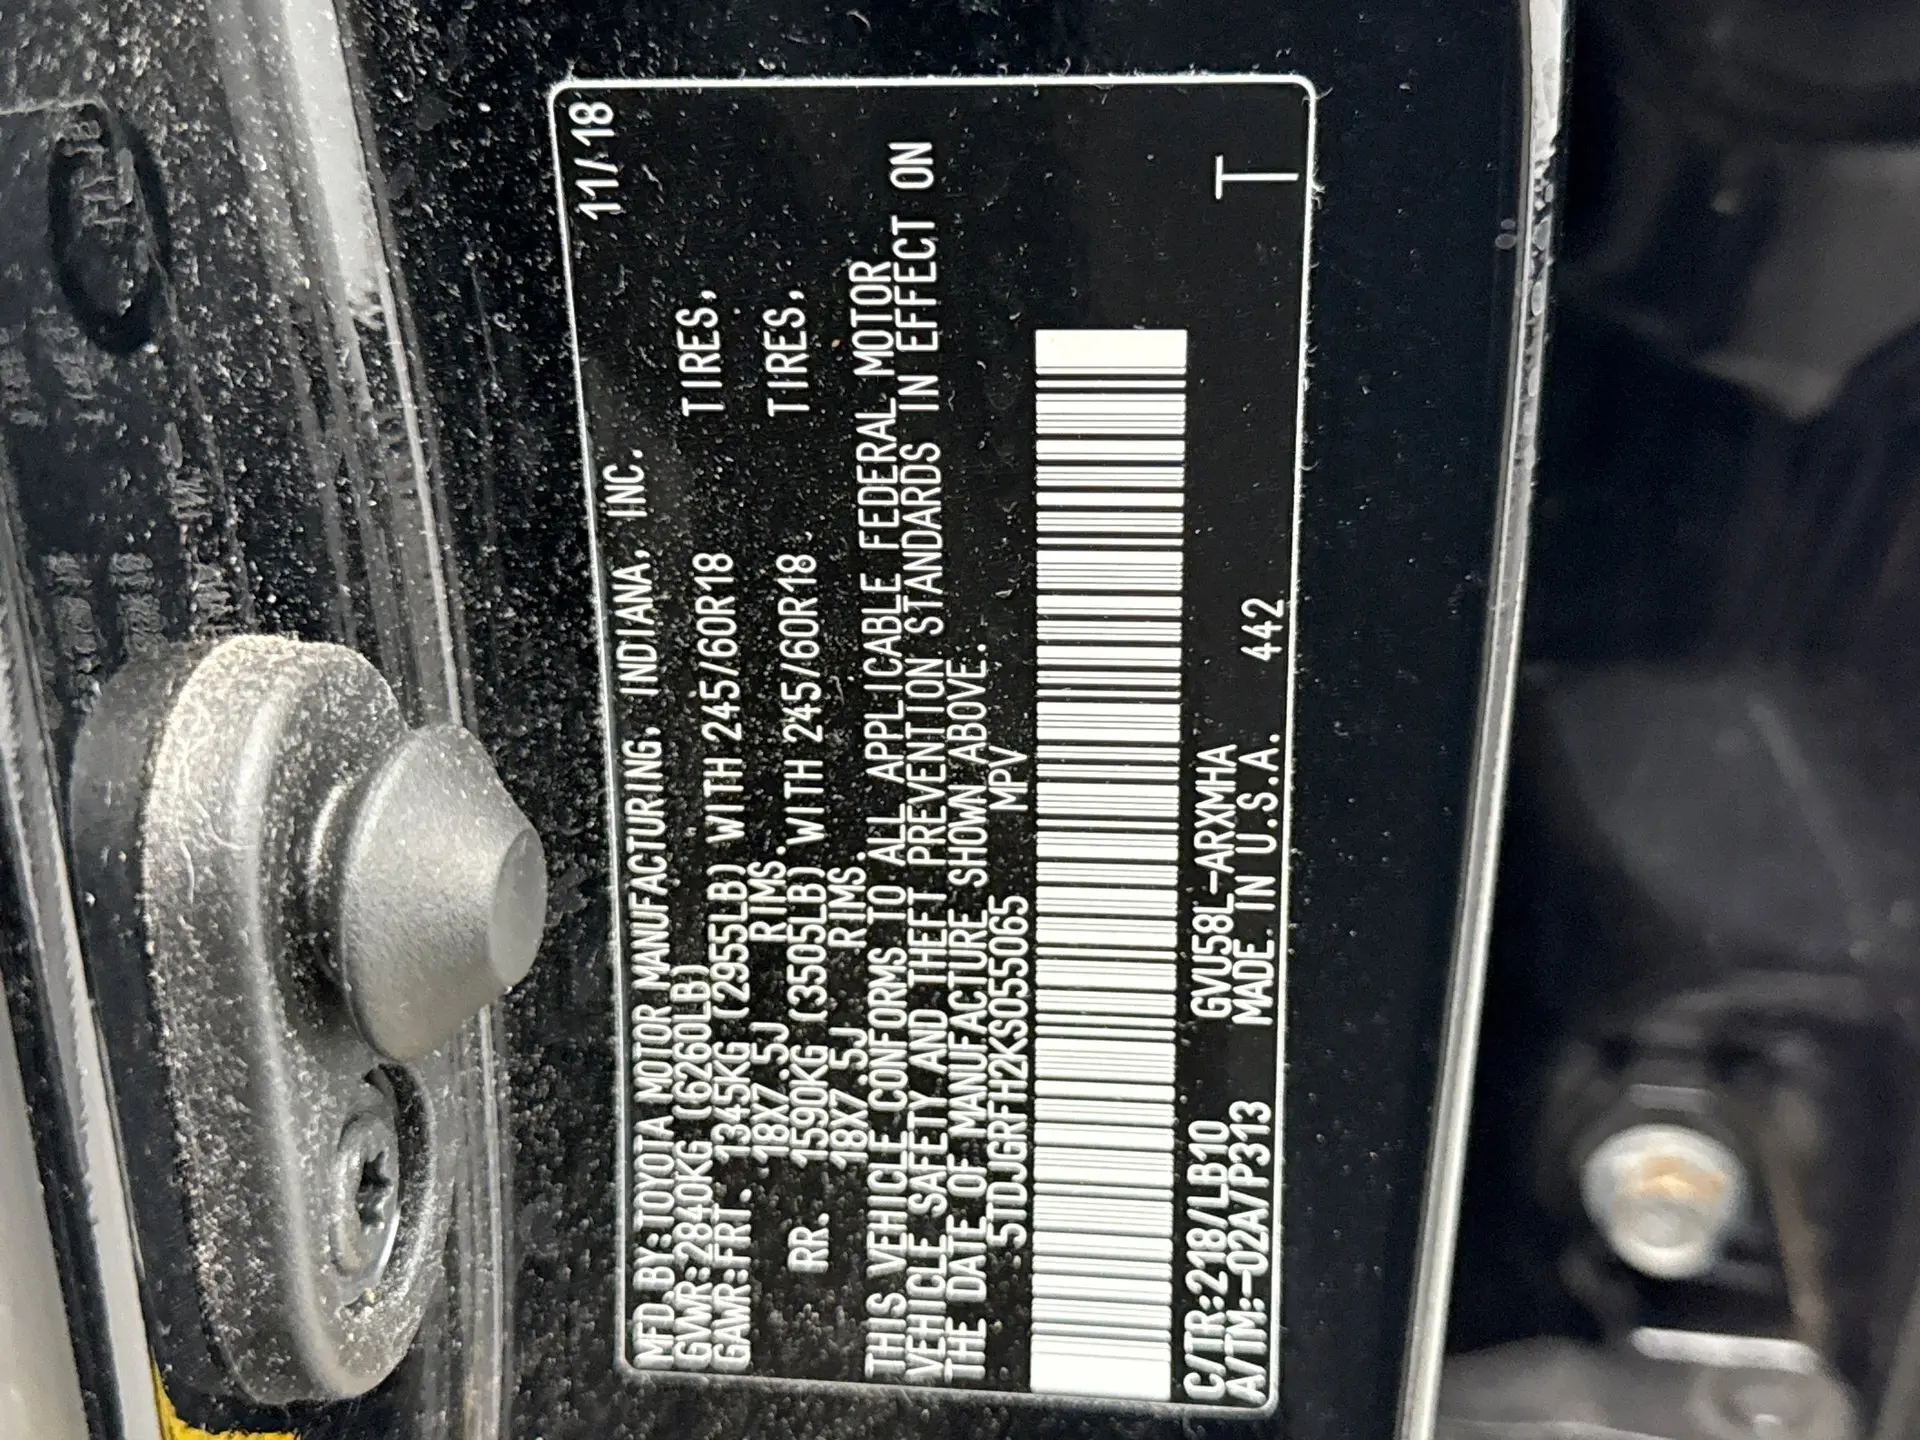 MFD.BY:TOYOTA MOTOR MANUFACTURING, INDIANA, INC. 11/18
GVWR:2840KG (6260LB)
GAWR:FRT. 1345KG (2955LB) WITH 245/60R18 TIRES,
18X7.5J RIMS.
RR. 1590KG (3505LB) WITH 245/60R18 TIRES,
18X7.5J RIMS.
THIS VEHICLE CONFORMS TO ALL APPLICABLE FEDERAL MOTOR
VEHICLE SAFETY AND THEFT PREVENTION STANDARDS IN EFFECT ON
THE DATE OF MANUFACTURE SHOWN ABOVE.
5TDJGRFH2KS055065 MPV
C/TR:218/LB10 GVU58L-ARXMHA T
A/TM:-02A/P313 MADE IN U.S.A. 442